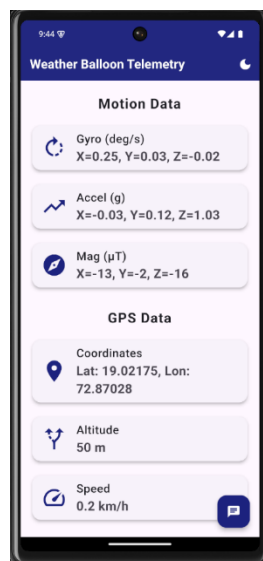 9:44
Weather Balloon Telemetry
Motion Data
Gyro (deg/s)
X=0.25, Y=0.03, Z=-0.02
Accel (g)
X=-0.03, Y=0.12, Z=1.03
Mag (μT)
X=-13, Y=-2, Z=-16
GPS Data
Coordinates
Lat: 19.02175, Lon:
72.87028
Altitude
50 m
Speed
0.2 km/h